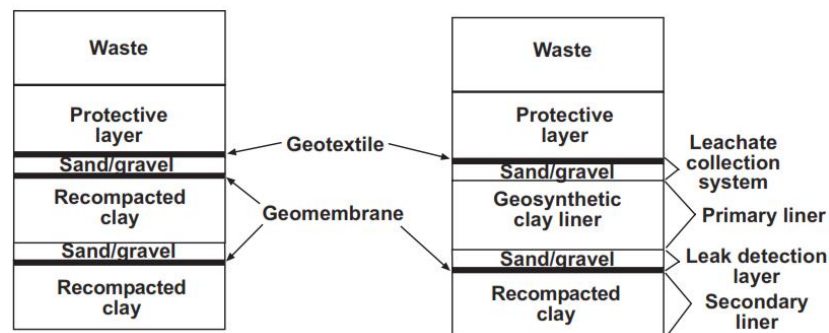 Waste
Protective
layer
Sand/gravel
Recompacted
clay
Sand/gravel
Recompacted
clay
Geotextile
Geomembrane
Waste
Protective
layer
Sand/gravel
Geosynthetic
clay liner
Sand/gravel
Recompacted
clay
Leachate
collection
system
Primary liner
Leak detection
layer
Secondary
liner